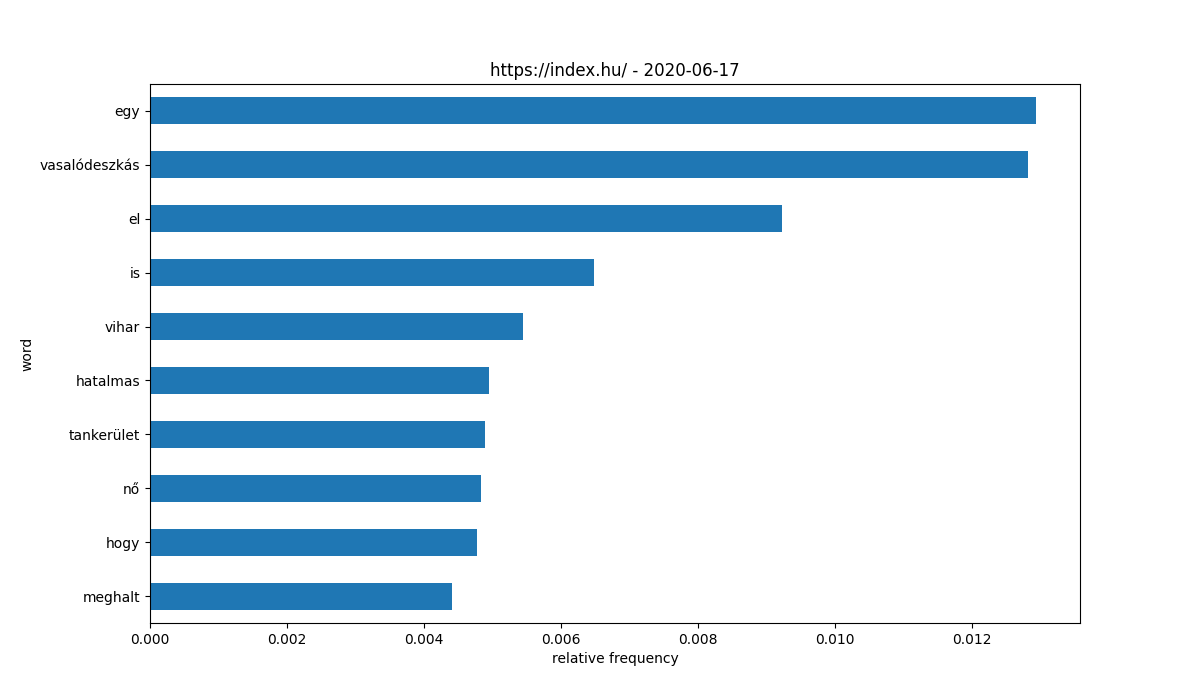 https://index.hu/ - 2020-06-17
egy
vasalódeszkás
el
is
vihar
hatalmas
tankerület
nő
hogy
meghalt
word
0.000 0.002 0.004 0.006 0.008 0.010 0.012
relative frequency